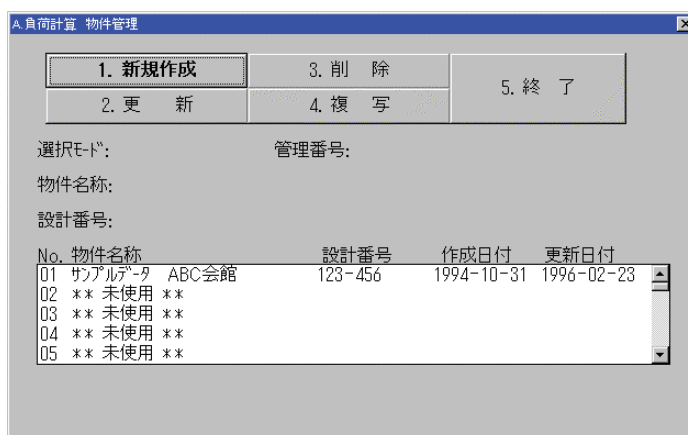 A.負荷計算 物件管理
1. 新規作成 3. 削 除 5. 終 了
2. 更 新 4. 複 写
選択ﾓｰﾄﾞ: 管理番号:
物件名称:
設計番号:
No. 物件名称 設計番号 作成日付 更新日付
01 ｻﾝﾌﾟﾙﾃﾞｰﾀ ABC会館 123-456 1994-10-31 1996-02-23
02 ** 未使用 **
03 ** 未使用 **
04 ** 未使用 **
05 ** 未使用 **